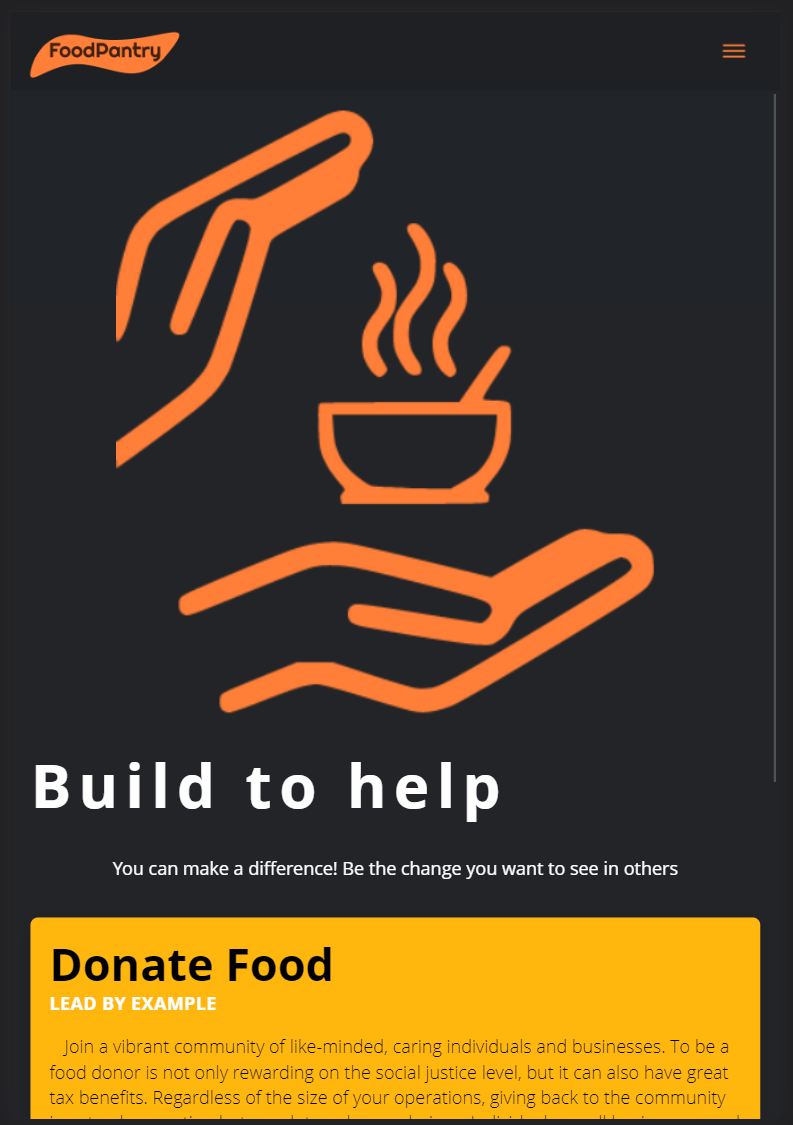 FoodPantry
Build to help
You can make a difference! Be the change you want to see in others
Donate Food
LEAD BY EXAMPLE
Join a vibrant community of like-minded, caring individuals and businesses. To be a
food donor is not only rewarding on the social justice level, but it can also have great
tax benefits. Regardless of the size of your operations, giving back to the community